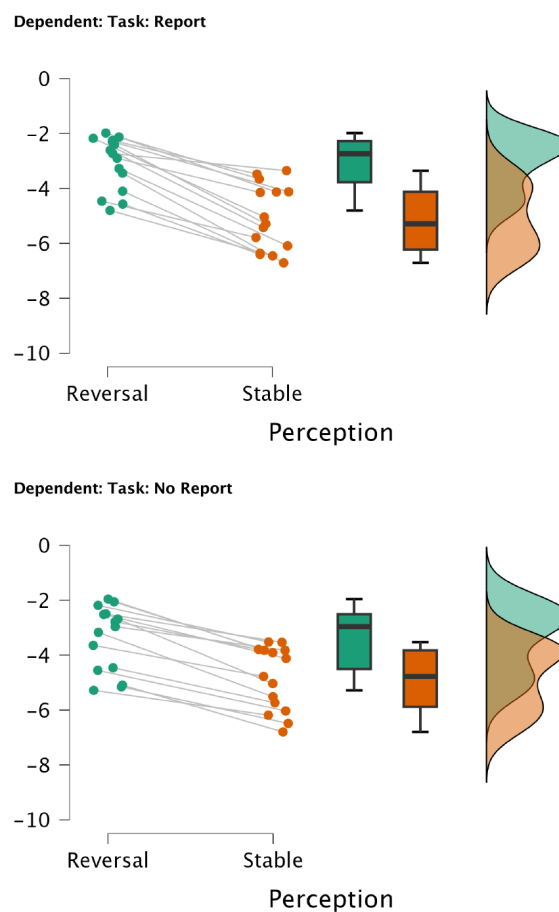 Dependent: Task: Report
0
−2
−4
−6
−8
−10
Reversal Stable
Perception
Dependent: Task: No Report
0
−2
−4
−6
−8
−10
Reversal Stable
Perception